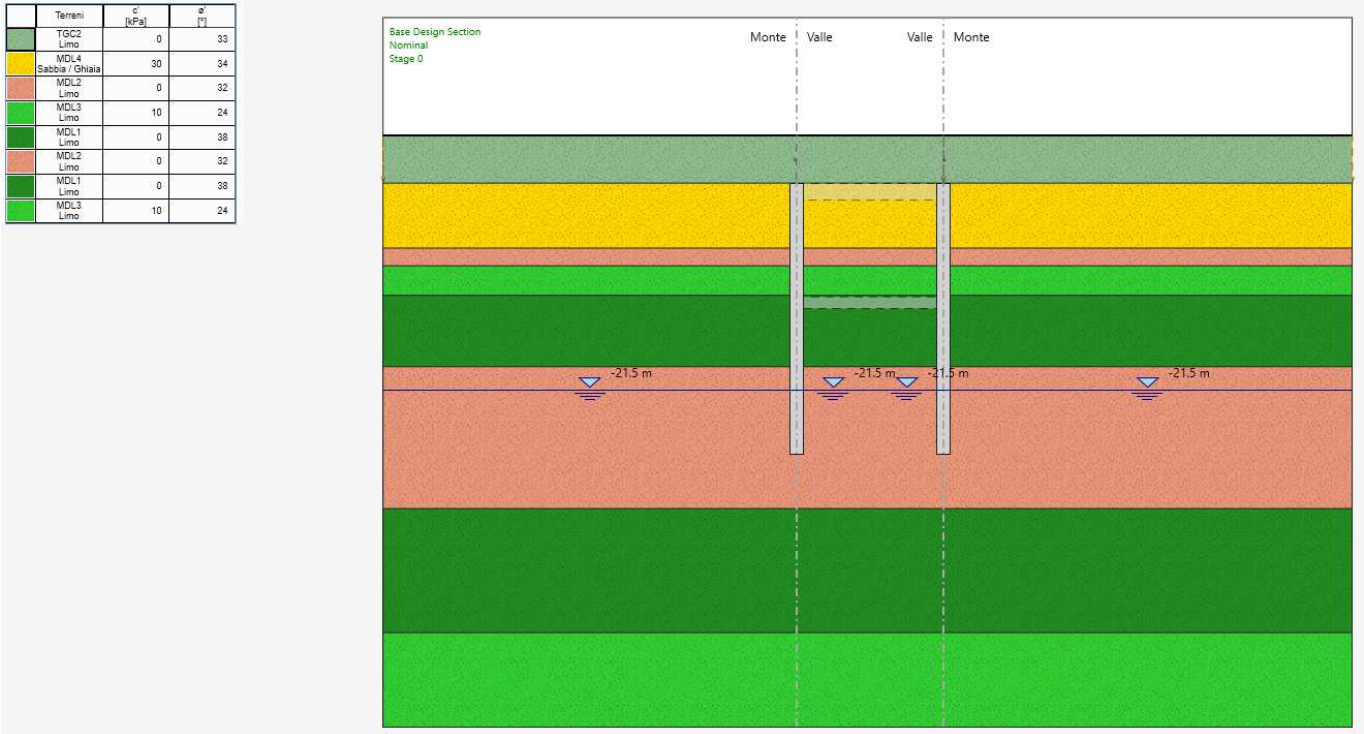 Terreni c' ø'
[kPa] [°]
TGC2
Limo 0 33
MDL4
Sabbia / Ghiaia 30 34
MDL2
Limo 0 32
MDL3
Limo 10 24
MDL1
Limo 0 38
MDL2
Limo 0 32
MDL1
Limo 0 38
MDL3
Limo 10 24
Base Design Section
Nominal
Stage 0
Monte Valle Valle Monte
-21.5 m -21.5 m -21.5 m -21.5 m